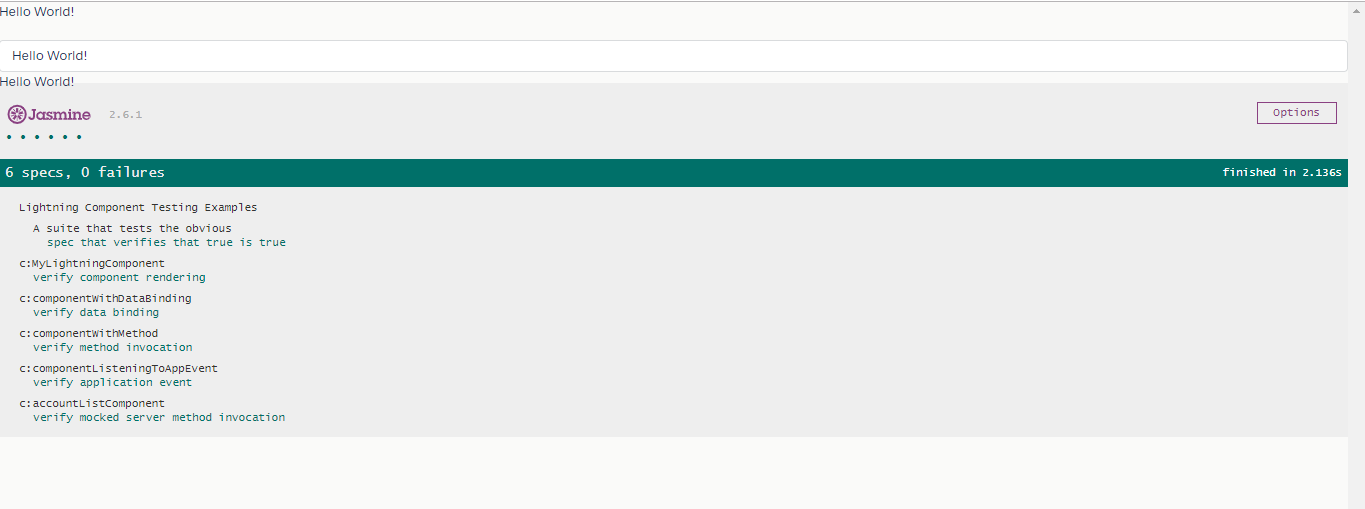 Hello World!
Hello World!
Hello World!
Jasmine 2.6.1 Options
6 specs, 0 failures finished in 2.136s
Lightning Component Testing Examples
A suite that tests the obvious
spec that verifies that true is true
c:MyLightningComponent
verify component rendering
c:componentWithDataBinding
verify data binding
c:componentWithMethod
verify method invocation
c:componentListeningToAppEvent
verify application event
c:accountListComponent
verify mocked server method invocation